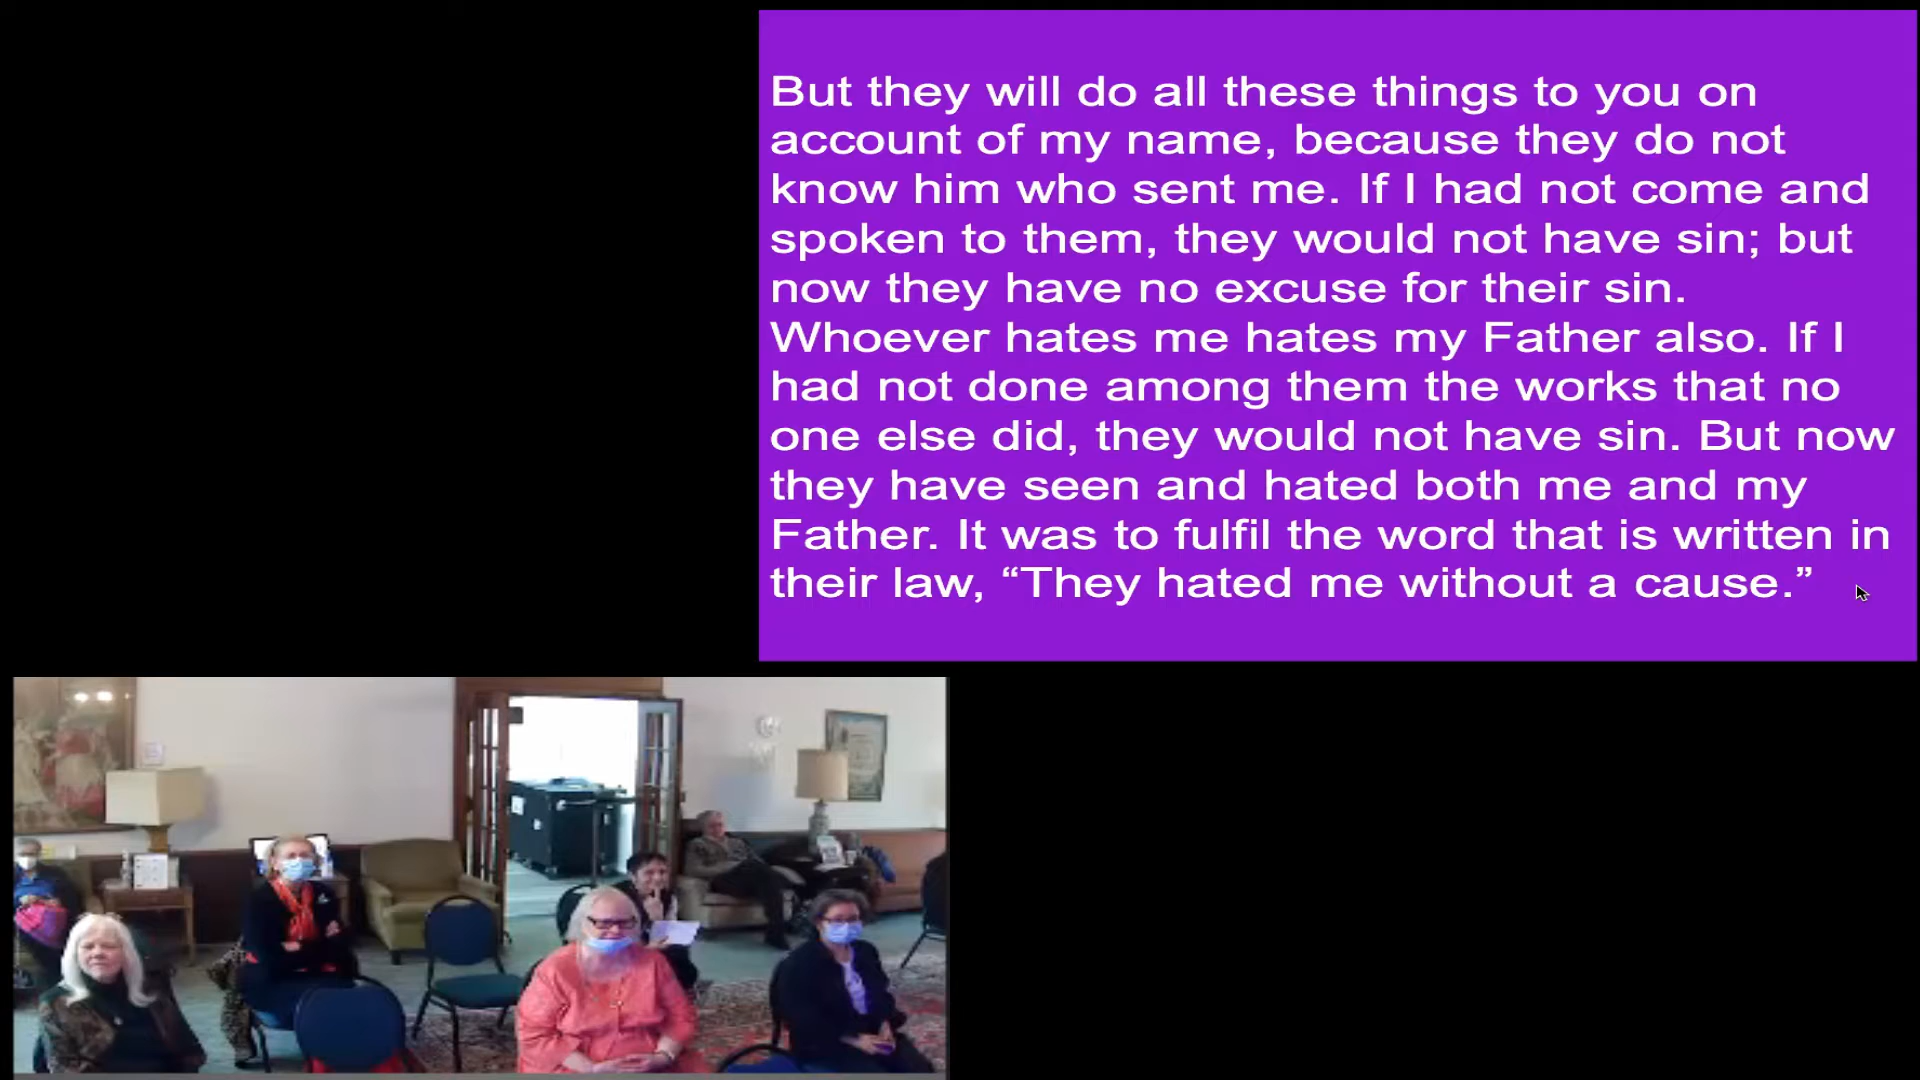 But they will do all these things to you on
account of my name, because they do not
know him who sent me. If I had not come and
spoken to them, they would not have sin; but
now they have no excuse for their sin.
Whoever hates me hates my Father also. If I
had not done among them the works that no
one else did, they would not have sin. But now
they have seen and hated both me and my
Father. It was to fulfil the word that is written in
their law, “They hated me without a cause.”